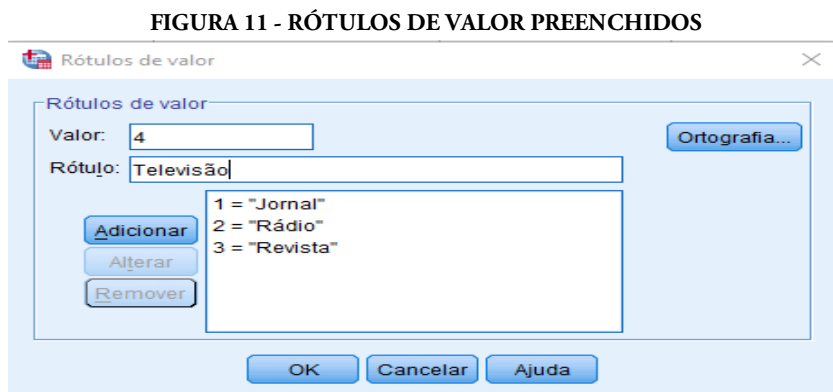 FIGURA 11 - RÓTULOS DE VALOR PREENCHIDOS
Rótulos de valor
Rótulos de valor
Valor: 4
Ortografia...
Rótulo: Televisão
1 = "Jornal"
2 = "Rádio"
3 = "Revista"
Adicionar
Alterar
Remover
OK Cancelar Ajuda